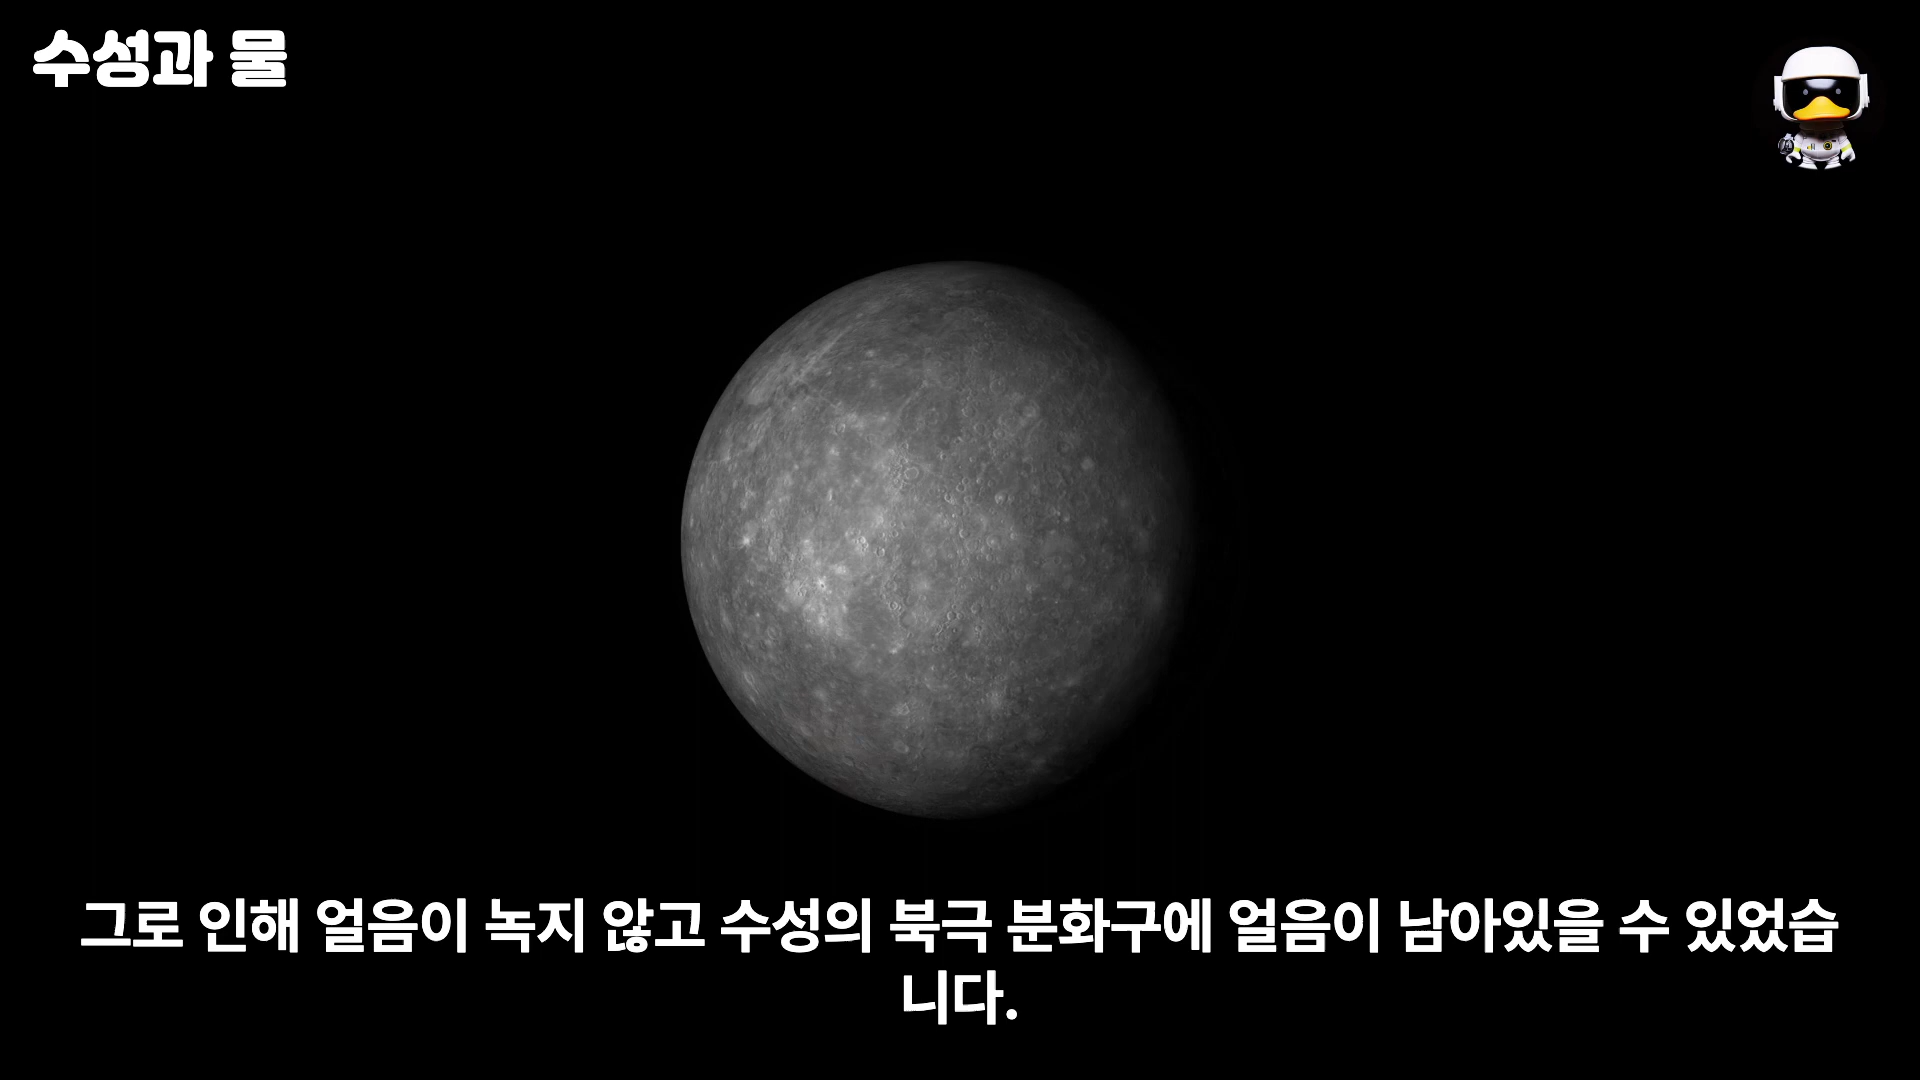 수성과 물
그로 인해 얼음이 녹지 않고 수성의 북극 분화구에 얼음이 남아있을 수 있었습
니다.